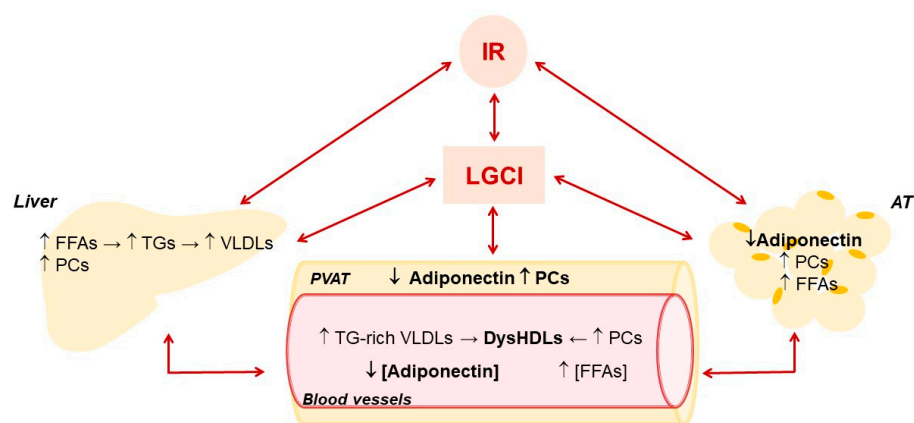 IR
LGCI
Liver
↑ FFAs → ↑ TGs → ↑ VLDLs
↑ PCs
AT
↓Adiponectin
↑ PCs
↑ FFAs
PVAT ↓ Adiponectin ↑ PCs
↑ TG-rich VLDLs → DysHDLs ← ↑ PCs
↓ [Adiponectin] ↑ [FFAs]
Blood vessels